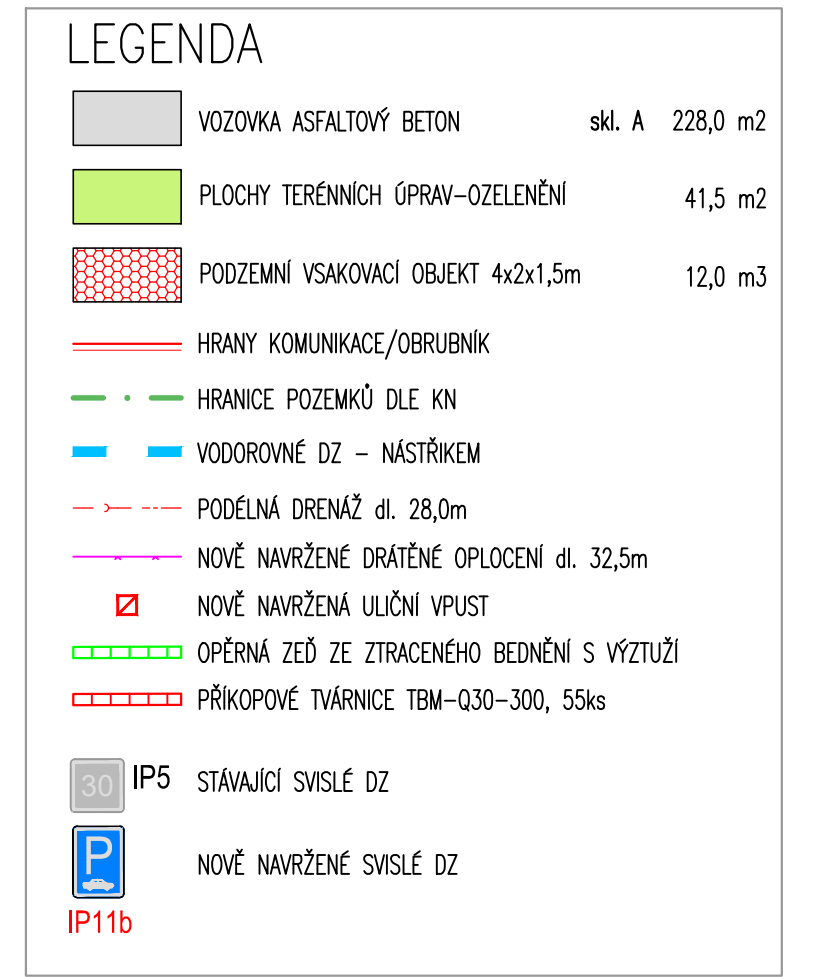 LEGENDA
VOZOVKA ASFALTOVÝ BETON skl. A 228,0 m2
PLOCHY TERÉNNÍCH ÚPRAV-OZELENĚNÍ 41,5 m2
PODZEMNÍ VSAKOVACÍ OBJEKT 4x2x1,5m 12,0 m3
HRANY KOMUNIKACE/OBRUBNÍK
HRANICE POZEMKŮ DLE KN
VODOROVNÉ DZ - NÁSTŘIKEM
PODÉLNÁ DRENÁŽ dl. 28,0m
NOVĚ NAVRŽENÉ DRÁTĚNÉ OPLOCENÍ dl. 32,5m
NOVĚ NAVRŽENÁ ULIČNÍ VPUST
OPĚRNÁ ZEĎ ZE ZTRACENÉHO BEDNĚNÍ S VÝZTUŽÍ
PŘÍKOPOVÉ TVÁRNICE TBM-Q30-300, 55ks
30 IP5 STÁVAJÍCÍ SVISLÉ DZ
P NOVĚ NAVRŽENÉ SVISLÉ DZ
IP11b